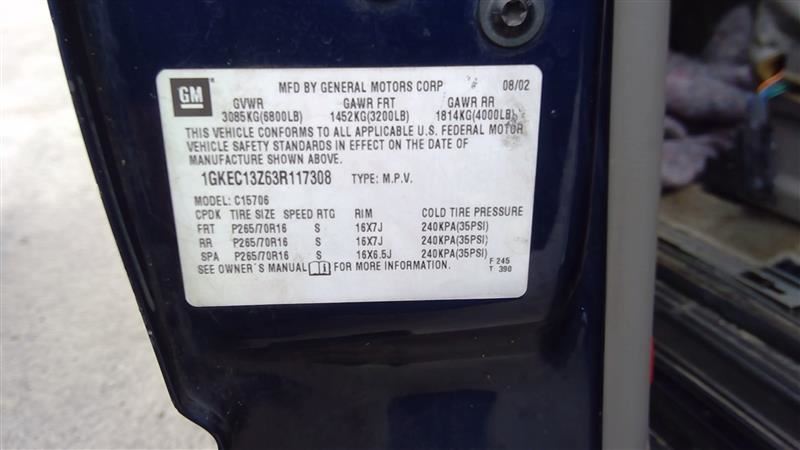 GM
MFD BY GENERAL MOTORS CORP 08/02
GVWR GAWR FRT GAWR RR
3085KG(6800LB) 1452KG(3200LB) 1814KG(4000LB)
THIS VEHICLE CONFORMS TO ALL APPLICABLE U.S. FEDERAL MOTOR
VEHICLE SAFETY STANDARDS IN EFFECT ON THE DATE OF
MANUFACTURE SHOWN ABOVE.
1GKEC13Z63R117308 TYPE: M.P.V.
MODEL: C15706
CPDK TIRE SIZE SPEED RTG RIM COLD TIRE PRESSURE
FRT P265/70R16 S 16X7J 240KPA(35PSI)
RR P265/70R16 S 16X7J 240KPA(35PSI)
SPA P265/70R16 S 16X6.5J 240KPA(35PSI)
SEE OWNER'S MANUAL FOR MORE INFORMATION. F 245
T 390